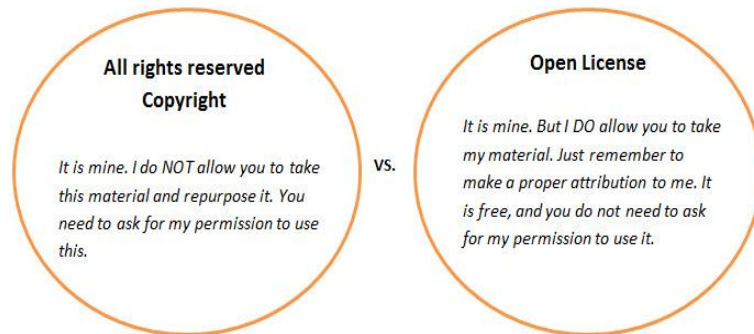 All rights reserved
Copyright
It is mine. I do NOT allow you to take
this material and repurpose it. You
need to ask for my permission to use
this.
vs.
Open License
It is mine. But I DO allow you to take
my material. Just remember to
make a proper attribution to me. It
is free, and you do not need to ask
for my permission to use it.